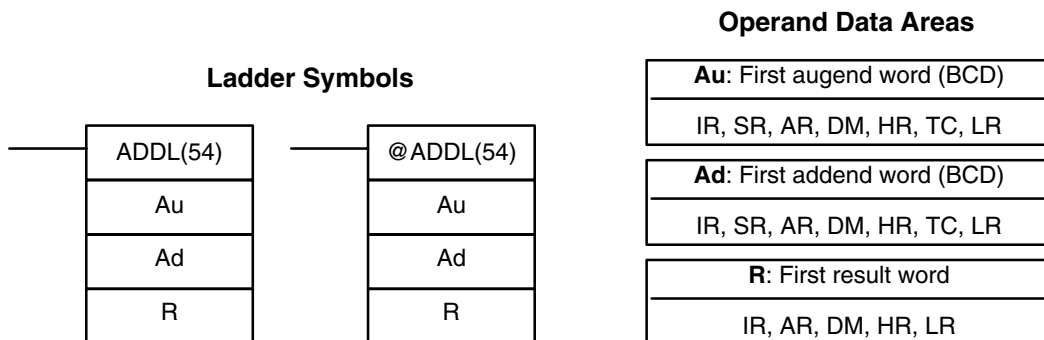 Ladder Symbols
ADDL(54)
Au
Ad
R
@ADDL(54)
Au
Ad
R
Operand Data Areas
Au: First augend word (BCD)
IR, SR, AR, DM, HR, TC, LR
Ad: First addend word (BCD)
IR, SR, AR, DM, HR, TC, LR
R: First result word
IR, AR, DM, HR, LR